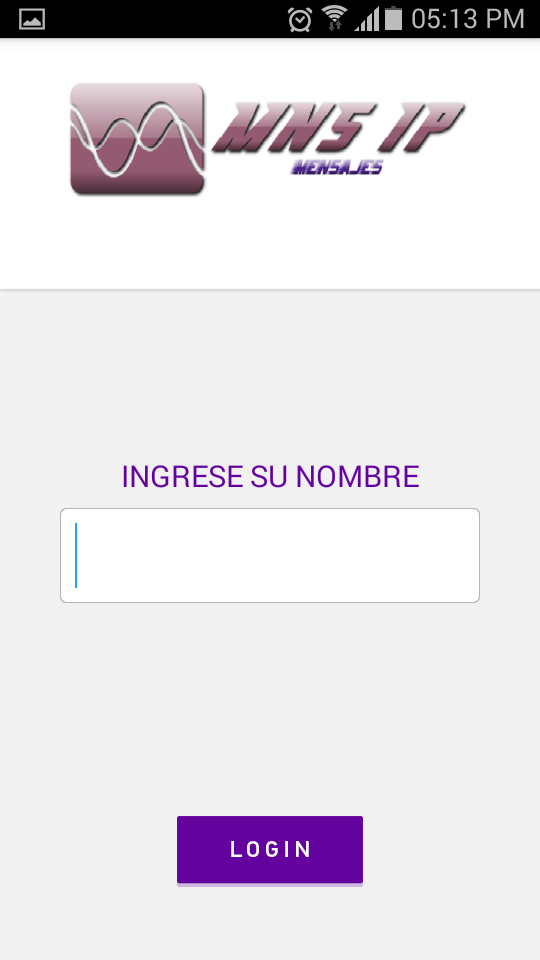 05:13 PM
MNS IP
MENSAJES
INGRESE SU NOMBRE
LOGIN